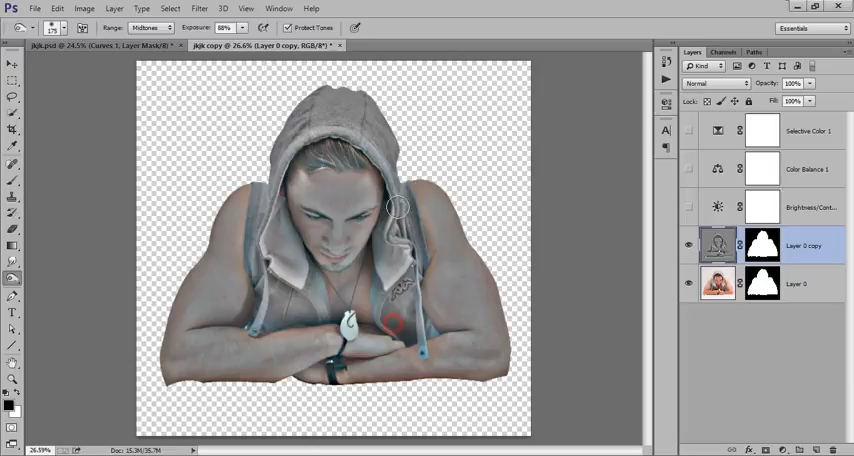 Ps File Edit Image Layer Type Select Filter 3D View Window Help
175 Range: Midtones Exposure: 88% Protect Tones Essentials
jkjk.psd @ 24.5% (Curves 1, Layer Mask/8) * × jkjk copy @ 26.6% (Layer 0 copy, RGB/8*) * ×
Layers Channels Paths
Kind
Normal Opacity: 100%
Lock: Fill: 100%
Selective Color 1
Color Balance 1
Brightness/Cont...
Layer 0 copy
Layer 0
26.59% Doc: 15.3M/35.7M